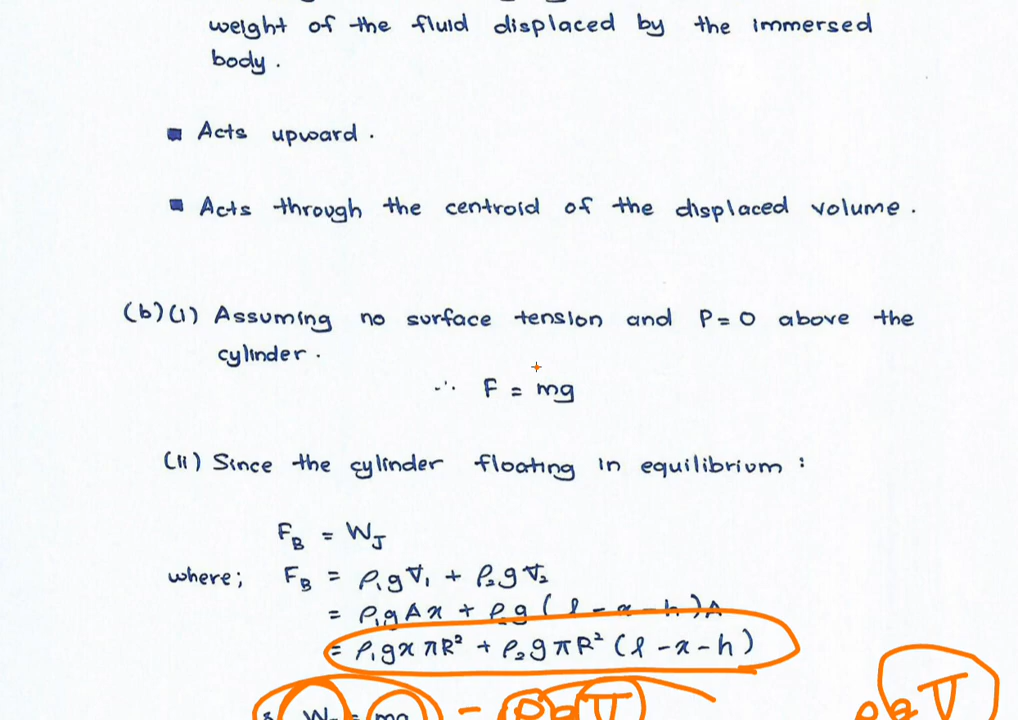 weight of the fluid displaced by the immersed
body.
▪ Acts upward.
▪ Acts through the centroid of the displaced volume.
(b)(i) Assuming no surface tension and P = 0 above the
cylinder.
∴ F = mg
(ii) Since the cylinder floating in equilibrium :
F_B = W_J
where; F_B = ρ₁g∀₁ + ρ₂g∀₂
= ρ₁gAx + ρ₂g(l - x - h)A
= ρ₁gxπR² + ρ₂gπR²(l - x - h)
= mg